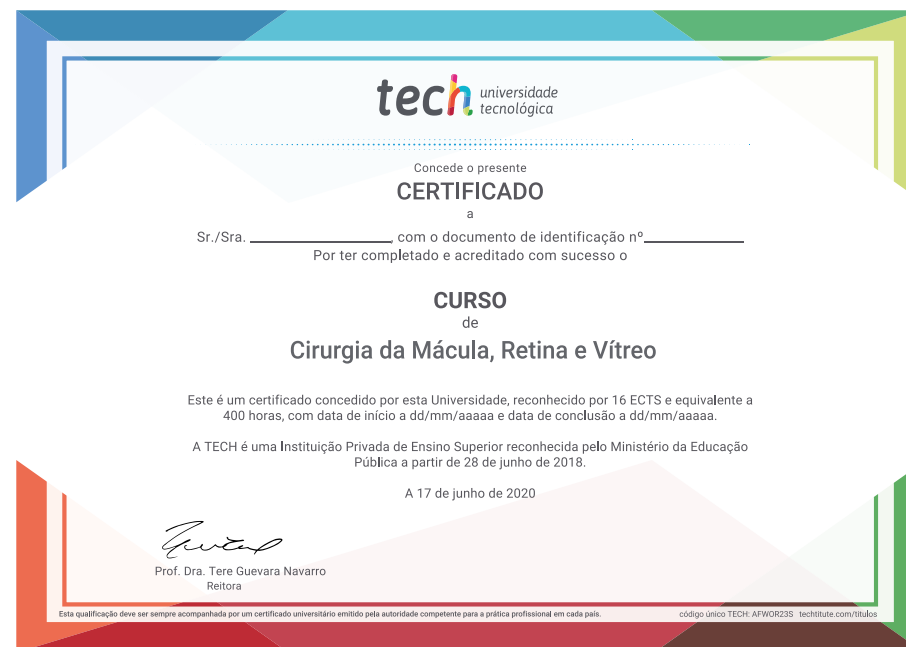 tech universidade
tecnológica
Concede o presente
CERTIFICADO
a
Sr./Sra. ____________________, com o documento de identificação nº______________
Por ter completado e acreditado com sucesso o
CURSO
de
Cirurgia da Mácula, Retina e Vítreo
Este é um certificado concedido por esta Universidade, reconhecido por 16 ECTS e equivalente a
400 horas, com data de início a dd/mm/aaaaa e data de conclusão a dd/mm/aaaaa.
A TECH é uma Instituição Privada de Ensino Superior reconhecida pelo Ministério da Educação
Pública a partir de 28 de junho de 2018.
A 17 de junho de 2020
Prof. Dra. Tere Guevara Navarro
Reitora
Esta qualificação deve ser sempre acompanhada por um certificado universitário emitido pela autoridade competente para a prática profissional em cada país.
código único TECH: AFWOR23S techtitute.com/titulos